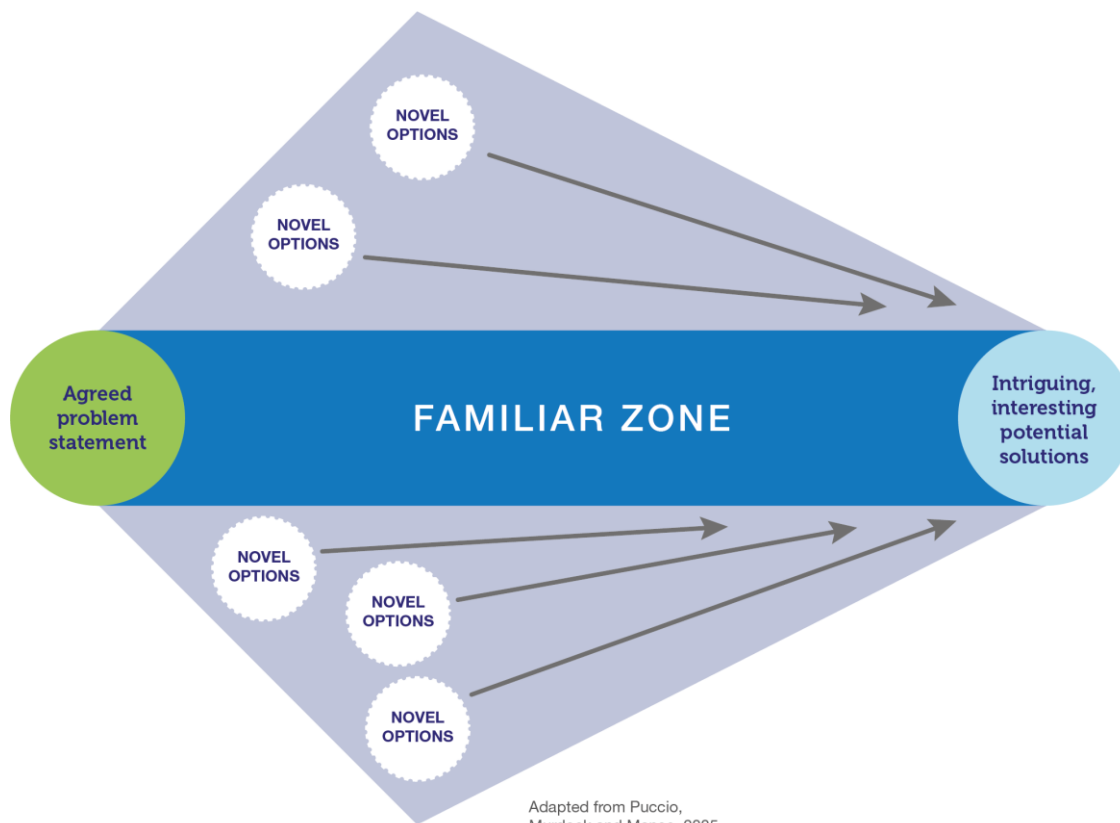 NOVEL
OPTIONS
NOVEL
OPTIONS
Agreed
problem
statement
FAMILIAR ZONE
Intriguing,
interesting
potential
solutions
NOVEL
OPTIONS
NOVEL
OPTIONS
NOVEL
OPTIONS
Adapted from Puccio,